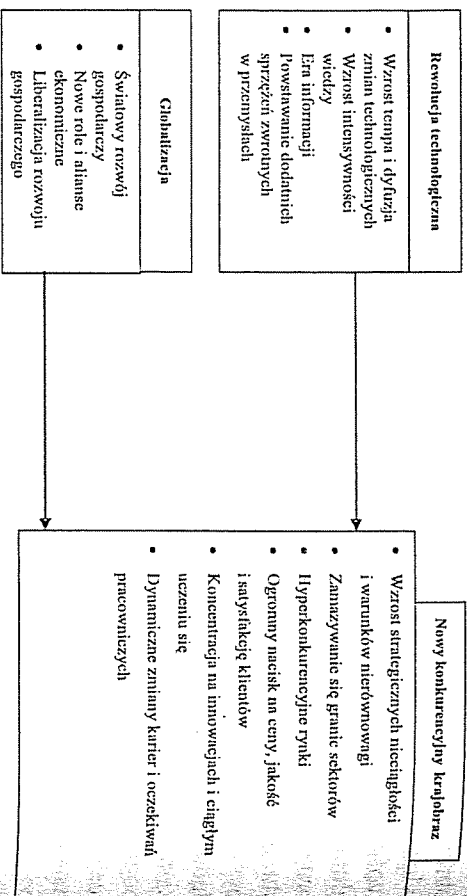 Rewolucja technologiczna
• Wzrost tempa i dyfuzja
zmian technologicznych
• Wzrost intensywności
wiedzy
• Era informacji
• Powstawanie dodatnich
sprzężeń zwrotnych
w przemysłach
Globalizacja
• Światowy rozwój
gospodarczy
• Nowe role i alianse
ekonomiczne
• Liberalizacja rozwoju
gospodarczego
Nowy konkurencyjny krajobraz
• Wzrost strategicznych nieciągłości
i warunków nierównowagi
• Zamazywanie się granic sektorów
• Hyperkonkurencyjne rynki
• Ogromny nacisk na ceny, jakość
i satysfakcję klientów
• Koncentracja na innowacjach i ciągłym
uczeniu się
• Dynamiczne zmiany karier i oczekiwań
pracowniczych